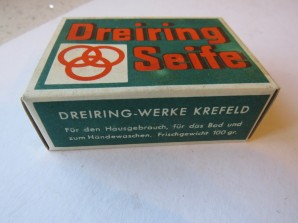 Dreiring
Seife
DREIRING-WERKE KREFELD
Für den Hausgebrauch, für das Bad und
zum Händewaschen. Frischgewicht 100 gr.